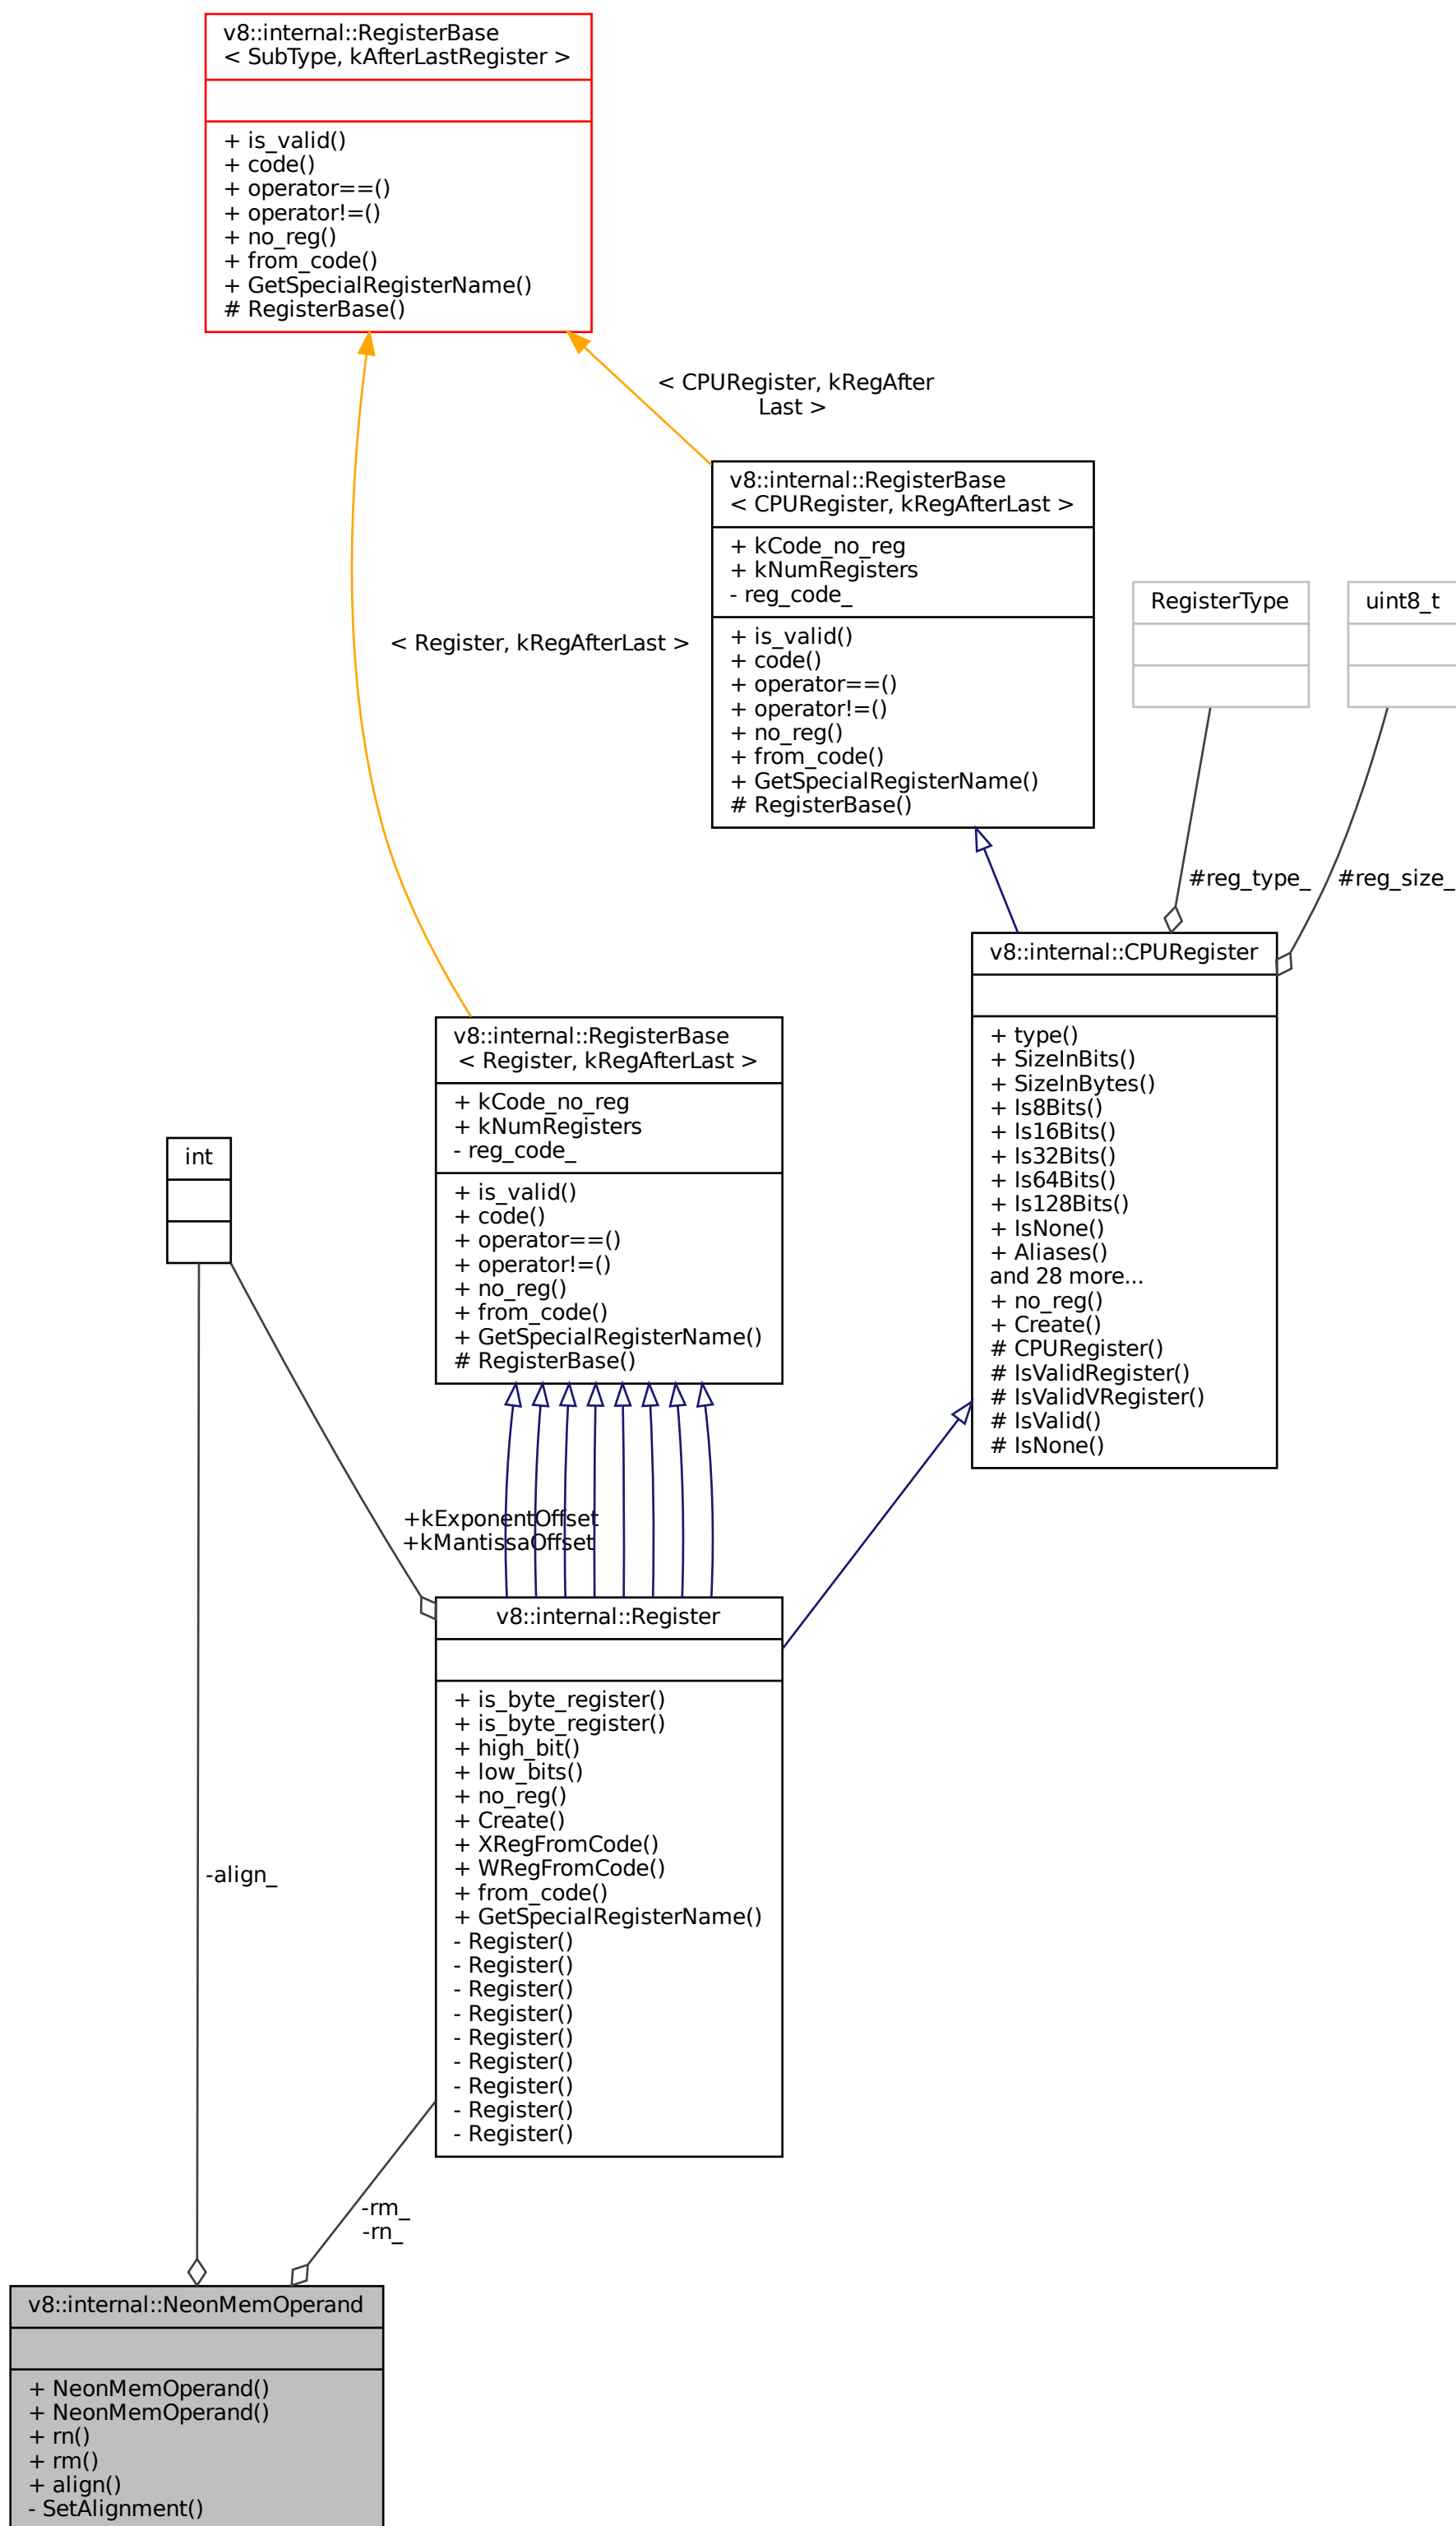 v8::internal::RegisterBase
< SubType, kAfterLastRegister >
+ is_valid()
+ code()
+ operator==()
+ operator!=()
+ no_reg()
+ from_code()
+ GetSpecialRegisterName()
# RegisterBase()
< CPURegister, kRegAfter
Last >
v8::internal::RegisterBase
< CPURegister, kRegAfterLast >
+ kCode_no_reg
+ kNumRegisters
- reg_code_
+ is_valid()
+ code()
+ operator==()
+ operator!=()
+ no_reg()
+ from_code()
+ GetSpecialRegisterName()
# RegisterBase()
< Register, kRegAfterLast >
RegisterType
uint8_t
#reg_type_
#reg_size_
v8::internal::CPURegister
+ type()
+ SizeInBits()
+ SizeInBytes()
+ Is8Bits()
+ Is16Bits()
+ Is32Bits()
+ Is64Bits()
+ Is128Bits()
+ IsNone()
+ Aliases()
and 28 more...
+ no_reg()
+ Create()
# CPURegister()
# IsValidRegister()
# IsValidVRegister()
# IsValid()
# IsNone()
v8::internal::RegisterBase
< Register, kRegAfterLast >
+ kCode_no_reg
+ kNumRegisters
- reg_code_
+ is_valid()
+ code()
+ operator==()
+ operator!=()
+ no_reg()
+ from_code()
+ GetSpecialRegisterName()
# RegisterBase()
int
+kExponentOffset
+kMantissaOffset
v8::internal::Register
+ is_byte_register()
+ is_byte_register()
+ high_bit()
+ low_bits()
+ no_reg()
+ Create()
+ XRegFromCode()
+ WRegFromCode()
+ from_code()
+ GetSpecialRegisterName()
- Register()
- Register()
- Register()
- Register()
- Register()
- Register()
- Register()
- Register()
- Register()
-align_
-rm_
-rn_
v8::internal::NeonMemOperand
+ NeonMemOperand()
+ NeonMemOperand()
+ rn()
+ rm()
+ align()
- SetAlignment()